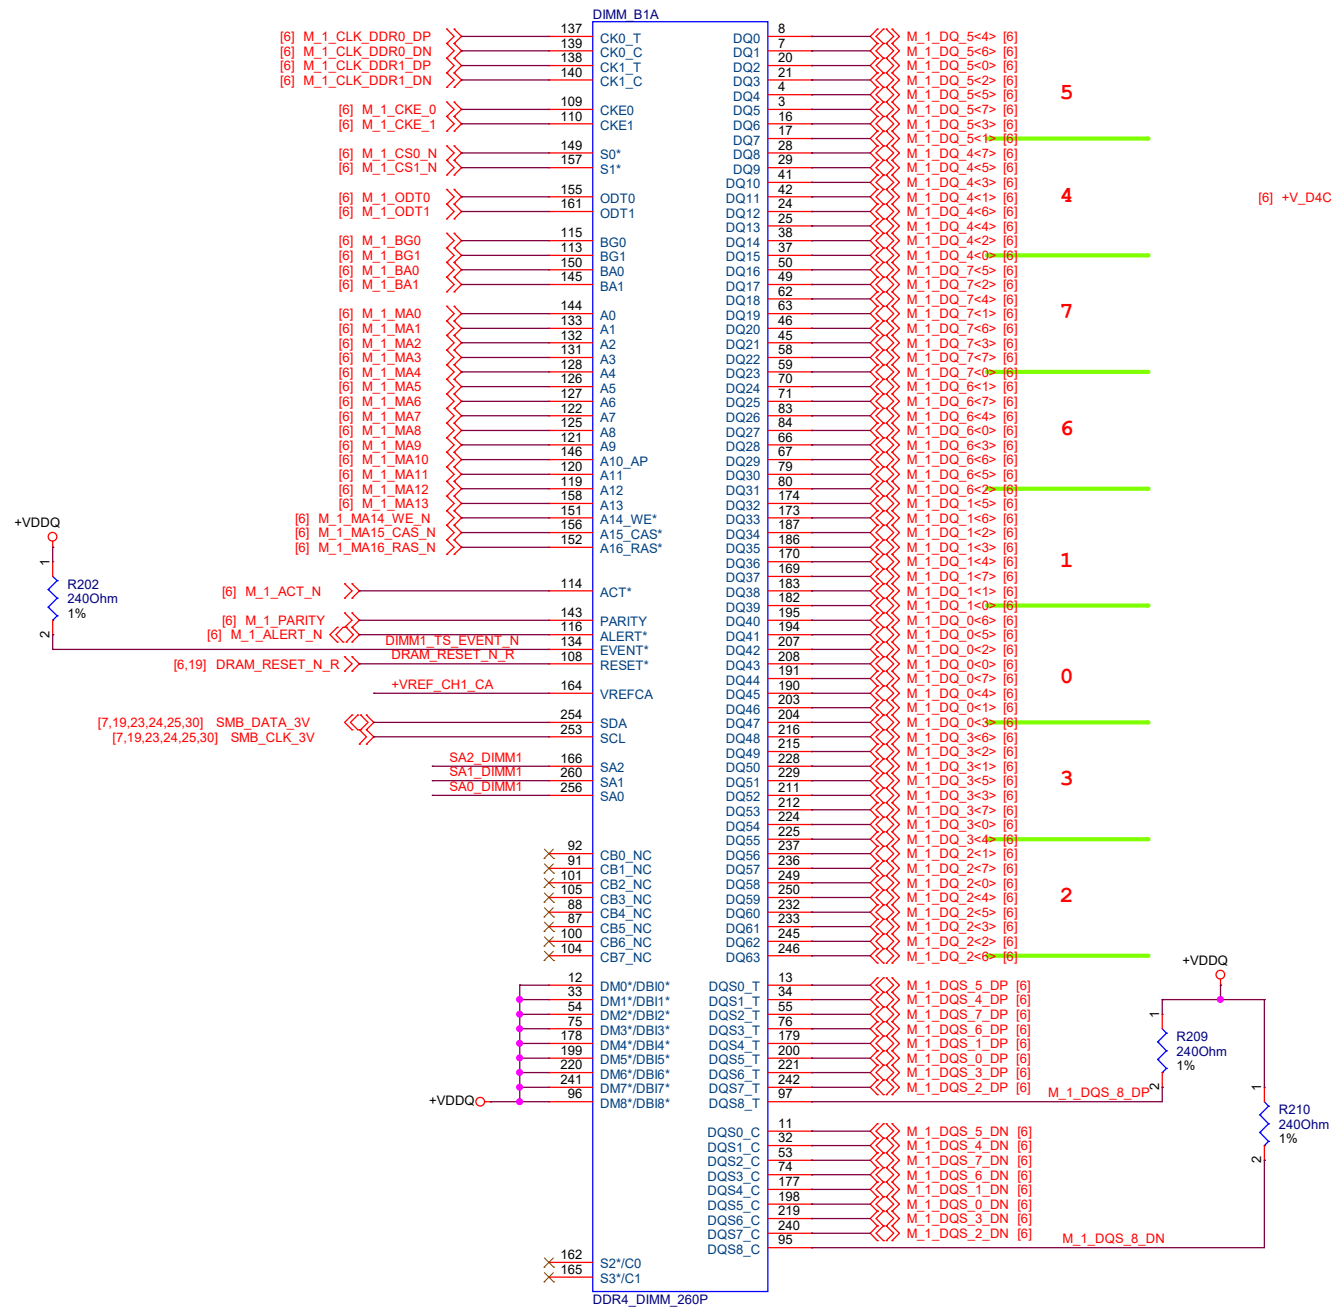 DIMM_B1A
[6] M_1_CLK_DDR0_DP 137 CK0_T DQ0 8 M_1_DQ_5<4> [6]
[6] M_1_CLK_DDR0_DN 139 CK0_C DQ1 7 M_1_DQ_5<6> [6]
[6] M_1_CLK_DDR1_DP 138 CK1_T DQ2 20 M_1_DQ_5<0> [6]
[6] M_1_CLK_DDR1_DN 140 CK1_C DQ3 21 M_1_DQ_5<2> [6]
DQ4 4 M_1_DQ_5<5> [6] 5
[6] M_1_CKE_0 109 CKE0 DQ5 3 M_1_DQ_5<7> [6]
[6] M_1_CKE_1 110 CKE1 DQ6 16 M_1_DQ_5<3> [6]
DQ7 17 M_1_DQ_5<1> [6]
[6] M_1_CS0_N 149 S0* DQ8 28 M_1_DQ_4<7> [6]
[6] M_1_CS1_N 157 S1* DQ9 29 M_1_DQ_4<5> [6]
DQ10 41 M_1_DQ_4<3> [6]
[6] M_1_ODT0 155 ODT0 DQ11 42 M_1_DQ_4<1> [6] 4 [6] +V_D4C
[6] M_1_ODT1 161 ODT1 DQ12 24 M_1_DQ_4<6> [6]
DQ13 25 M_1_DQ_4<4> [6]
[6] M_1_BG0 115 BG0 DQ14 38 M_1_DQ_4<2> [6]
[6] M_1_BG1 113 BG1 DQ15 37 M_1_DQ_4<0> [6]
[6] M_1_BA0 150 BA0 DQ16 50 M_1_DQ_7<5> [6]
[6] M_1_BA1 145 BA1 DQ17 49 M_1_DQ_7<2> [6]
DQ18 62 M_1_DQ_7<4> [6]
[6] M_1_MA0 144 A0 DQ19 63 M_1_DQ_7<1> [6] 7
[6] M_1_MA1 133 A1 DQ20 46 M_1_DQ_7<6> [6]
[6] M_1_MA2 132 A2 DQ21 45 M_1_DQ_7<3> [6]
[6] M_1_MA3 131 A3 DQ22 58 M_1_DQ_7<7> [6]
[6] M_1_MA4 128 A4 DQ23 59 M_1_DQ_7<0> [6]
[6] M_1_MA5 126 A5 DQ24 70 M_1_DQ_6<1> [6]
[6] M_1_MA6 127 A6 DQ25 71 M_1_DQ_6<7> [6]
[6] M_1_MA7 122 A7 DQ26 83 M_1_DQ_6<4> [6]
[6] M_1_MA8 125 A8 DQ27 84 M_1_DQ_6<0> [6] 6
[6] M_1_MA9 121 A9 DQ28 66 M_1_DQ_6<3> [6]
[6] M_1_MA10 146 A10_AP DQ29 67 M_1_DQ_6<6> [6]
[6] M_1_MA11 120 A11 DQ30 79 M_1_DQ_6<5> [6]
[6] M_1_MA12 119 A12 DQ31 80 M_1_DQ_6<2> [6]
[6] M_1_MA13 158 A13 DQ32 174 M_1_DQ_1<5> [6]
[6] M_1_MA14_WE_N 151 A14_WE* DQ33 173 M_1_DQ_1<6> [6]
+VDDQ
[6] M_1_MA15_CAS_N 156 A15_CAS* DQ34 187 M_1_DQ_1<2> [6]
[6] M_1_MA16_RAS_N 152 A16_RAS* DQ35 186 M_1_DQ_1<3> [6]
DQ36 170 M_1_DQ_1<4> [6] 1
DQ37 169 M_1_DQ_1<7> [6]
1 R202 240Ohm 1% 2
[6] M_1_ACT_N 114 ACT* DQ38 183 M_1_DQ_1<1> [6]
DQ39 182 M_1_DQ_1<0> [6]
[6] M_1_PARITY 143 PARITY DQ40 195 M_1_DQ_0<6> [6]
[6] M_1_ALERT_N 116 ALERT* DQ41 194 M_1_DQ_0<5> [6]
DIMM1_TS_EVENT_N 134 EVENT* DQ42 207 M_1_DQ_0<2> [6]
[6,19] DRAM_RESET_N_R DRAM_RESET_N_R 108 RESET* DQ43 208 M_1_DQ_0<0> [6]
DQ44 191 M_1_DQ_0<7> [6] 0
+VREF_CH1_CA 164 VREFCA DQ45 190 M_1_DQ_0<4> [6]
DQ46 203 M_1_DQ_0<1> [6]
[7,19,23,24,25,30] SMB_DATA_3V 254 SDA DQ47 204 M_1_DQ_0<3> [6]
[7,19,23,24,25,30] SMB_CLK_3V 253 SCL DQ48 216 M_1_DQ_3<6> [6]
DQ49 215 M_1_DQ_3<2> [6]
SA2_DIMM1 166 SA2 DQ50 228 M_1_DQ_3<1> [6]
SA1_DIMM1 260 SA1 DQ51 229 M_1_DQ_3<5> [6] 3
SA0_DIMM1 256 SA0 DQ52 211 M_1_DQ_3<3> [6]
DQ53 212 M_1_DQ_3<7> [6]
DQ54 224 M_1_DQ_3<0> [6]
DQ55 225 M_1_DQ_3<4> [6]
92 CB0_NC DQ56 237 M_1_DQ_2<1> [6]
91 CB1_NC DQ57 236 M_1_DQ_2<7> [6]
101 CB2_NC DQ58 249 M_1_DQ_2<0> [6]
105 CB3_NC DQ59 250 M_1_DQ_2<4> [6] 2
88 CB4_NC DQ60 232 M_1_DQ_2<5> [6]
87 CB5_NC DQ61 233 M_1_DQ_2<3> [6]
100 CB6_NC DQ62 245 M_1_DQ_2<2> [6]
104 CB7_NC DQ63 246 M_1_DQ_2<6> [6]
+VDDQ
12 DM0*/DBI0* DQS0_T 13 M_1_DQS_5_DP [6]
33 DM1*/DBI1* DQS1_T 34 M_1_DQS_4_DP [6]
54 DM2*/DBI2* DQS2_T 55 M_1_DQS_7_DP [6]
75 DM3*/DBI3* DQS3_T 76 M_1_DQS_6_DP [6]
178 DM4*/DBI4* DQS4_T 179 M_1_DQS_1_DP [6]
199 DM5*/DBI5* DQS5_T 200 M_1_DQS_0_DP [6]
220 DM6*/DBI6* DQS6_T 221 M_1_DQS_3_DP [6]
241 DM7*/DBI7* DQS7_T 242 M_1_DQS_2_DP [6]
+VDDQ 96 DM8*/DBI8* DQS8_T 97 M_1_DQS_8_DP
1 R209 240Ohm 1% 2
1 R210 240Ohm 1% 2
DQS0_C 11 M_1_DQS_5_DN [6]
DQS1_C 32 M_1_DQS_4_DN [6]
DQS2_C 53 M_1_DQS_7_DN [6]
DQS3_C 74 M_1_DQS_6_DN [6]
DQS4_C 177 M_1_DQS_1_DN [6]
DQS5_C 198 M_1_DQS_0_DN [6]
DQS6_C 219 M_1_DQS_3_DN [6]
DQS7_C 240 M_1_DQS_2_DN [6]
DQS8_C 95 M_1_DQS_8_DN
162 S2*/C0
165 S3*/C1
DDR4_DIMM_260P